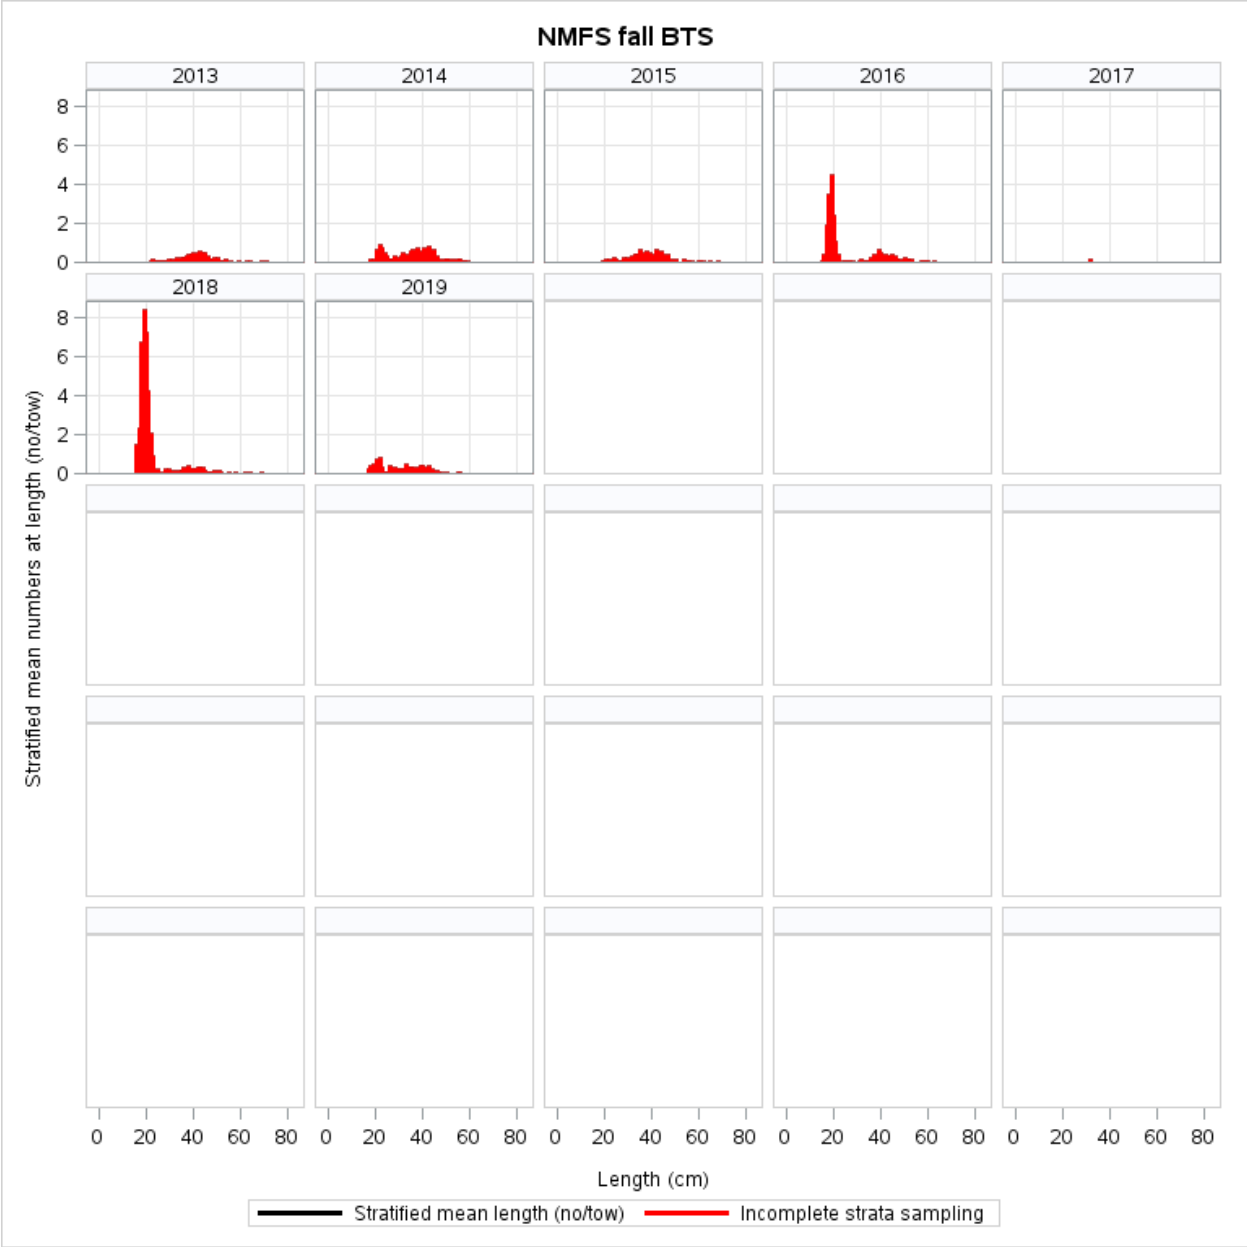 NMFS fall BTS
2013 2014 2015 2016 2017
8
6
4
2
0
2018 2019
8
6
4
2
0
Stratified mean numbers at length (no/tow)
0 20 40 60 80 0 20 40 60 80 0 20 40 60 80 0 20 40 60 80 0 20 40 60 80
Length (cm)
Stratified mean length (no/tow) Incomplete strata sampling